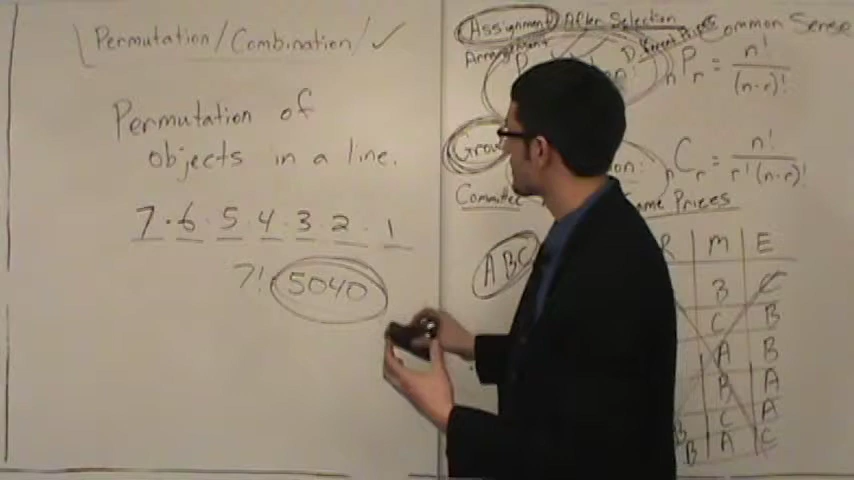 Permutation/Combination/✓
Permutation of
objects in a line.
7·6·5·4·3·2·1
7! 5040
Assignment After Selection
Arrangement Different Prizes
Common Sense
nPr = n!/(n-r)!
nCr = n!/r!(n-r)!
Committee
ABC
R M E
B C
C B
A B
B A
C A
B A C